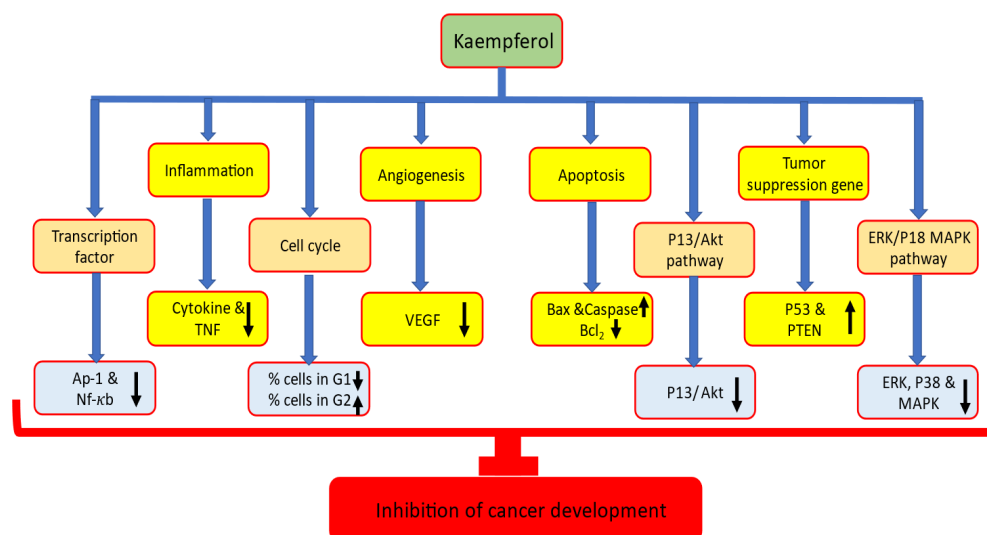 Kaempferol
Inflammation
Angiogenesis
Apoptosis
Tumor
suppression gene
Transcription
factor
Cell cycle
P13/Akt
pathway
ERK/P18 MAPK
pathway
Cytokine &
TNF
VEGF
Bax &Caspase
Bcl₂
P53 &
PTEN
Ap-1 &
Nf-κb
% cells in G1
% cells in G2
P13/Akt
ERK, P38 &
MAPK
Inhibition of cancer development